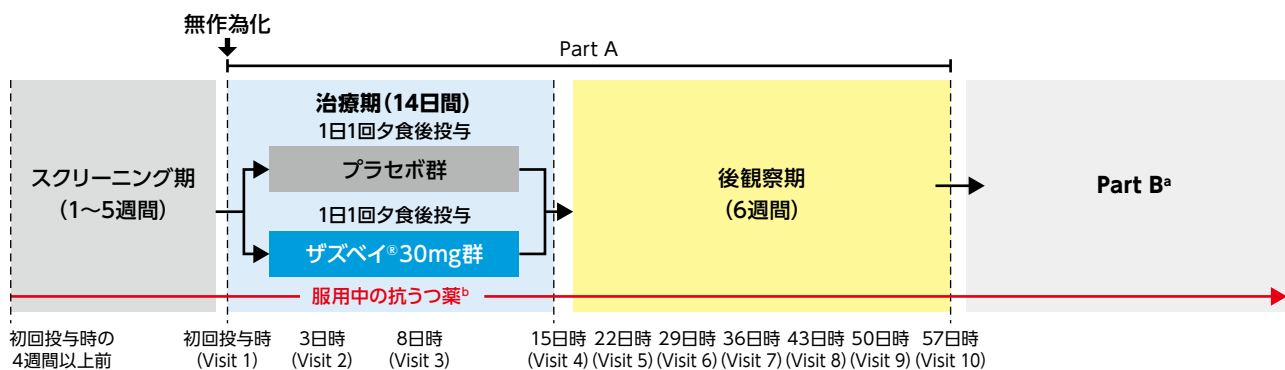 無作為化
Part A
スクリーニング期
(1〜5週間)
治療期(14日間)
1日1回夕食後投与
プラセボ群
1日1回夕食後投与
ザズベイ®30mg群
後観察期
(6週間)
Part Bª
服用中の抗うつ薬ᵇ
初回投与時の
4週間以上前
初回投与時
(Visit 1)
3日時
(Visit 2)
8日時
(Visit 3)
15日時
(Visit 4)
22日時
(Visit 5)
29日時
(Visit 6)
36日時
(Visit 7)
43日時
(Visit 8)
50日時
(Visit 9)
57日時
(Visit 10)